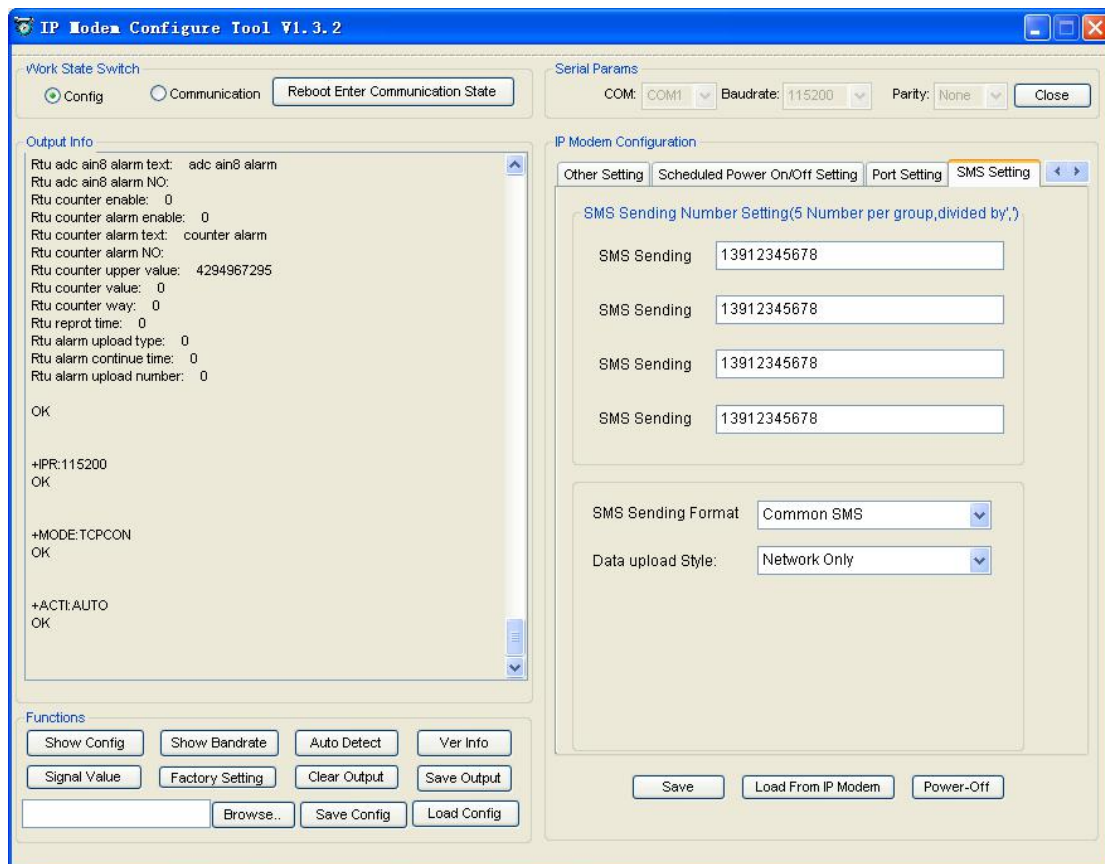 IP Modem Configure Tool V1.3.2
Work State Switch
Config
Communication
Reboot Enter Communication State
Serial Params
COM: COM1 Baudrate: 115200 Parity: None Close
Output Info
Rtu adc ain8 alarm text: adc ain8 alarm
Rtu adc ain8 alarm NO:
Rtu counter enable: 0
Rtu counter alarm enable: 0
Rtu counter alarm text: counter alarm
Rtu counter alarm NO:
Rtu counter upper value: 4294967295
Rtu counter value: 0
Rtu counter way: 0
Rtu reprot time: 0
Rtu alarm upload type: 0
Rtu alarm continue time: 0
Rtu alarm upload number: 0
OK
+IPR:115200
OK
+MODE:TCPCON
OK
+ACTI:AUTO
OK
IP Modem Configuration
Other Setting Scheduled Power On/Off Setting Port Setting SMS Setting
SMS Sending Number Setting(5 Number per group,divided by',')
SMS Sending 13912345678
SMS Sending 13912345678
SMS Sending 13912345678
SMS Sending 13912345678
SMS Sending Format Common SMS
Data upload Style: Network Only
Functions
Show Config Show Bandrate Auto Detect Ver Info
Signal Value Factory Setting Clear Output Save Output
Browse.. Save Config Load Config
Save Load From IP Modem Power-Off